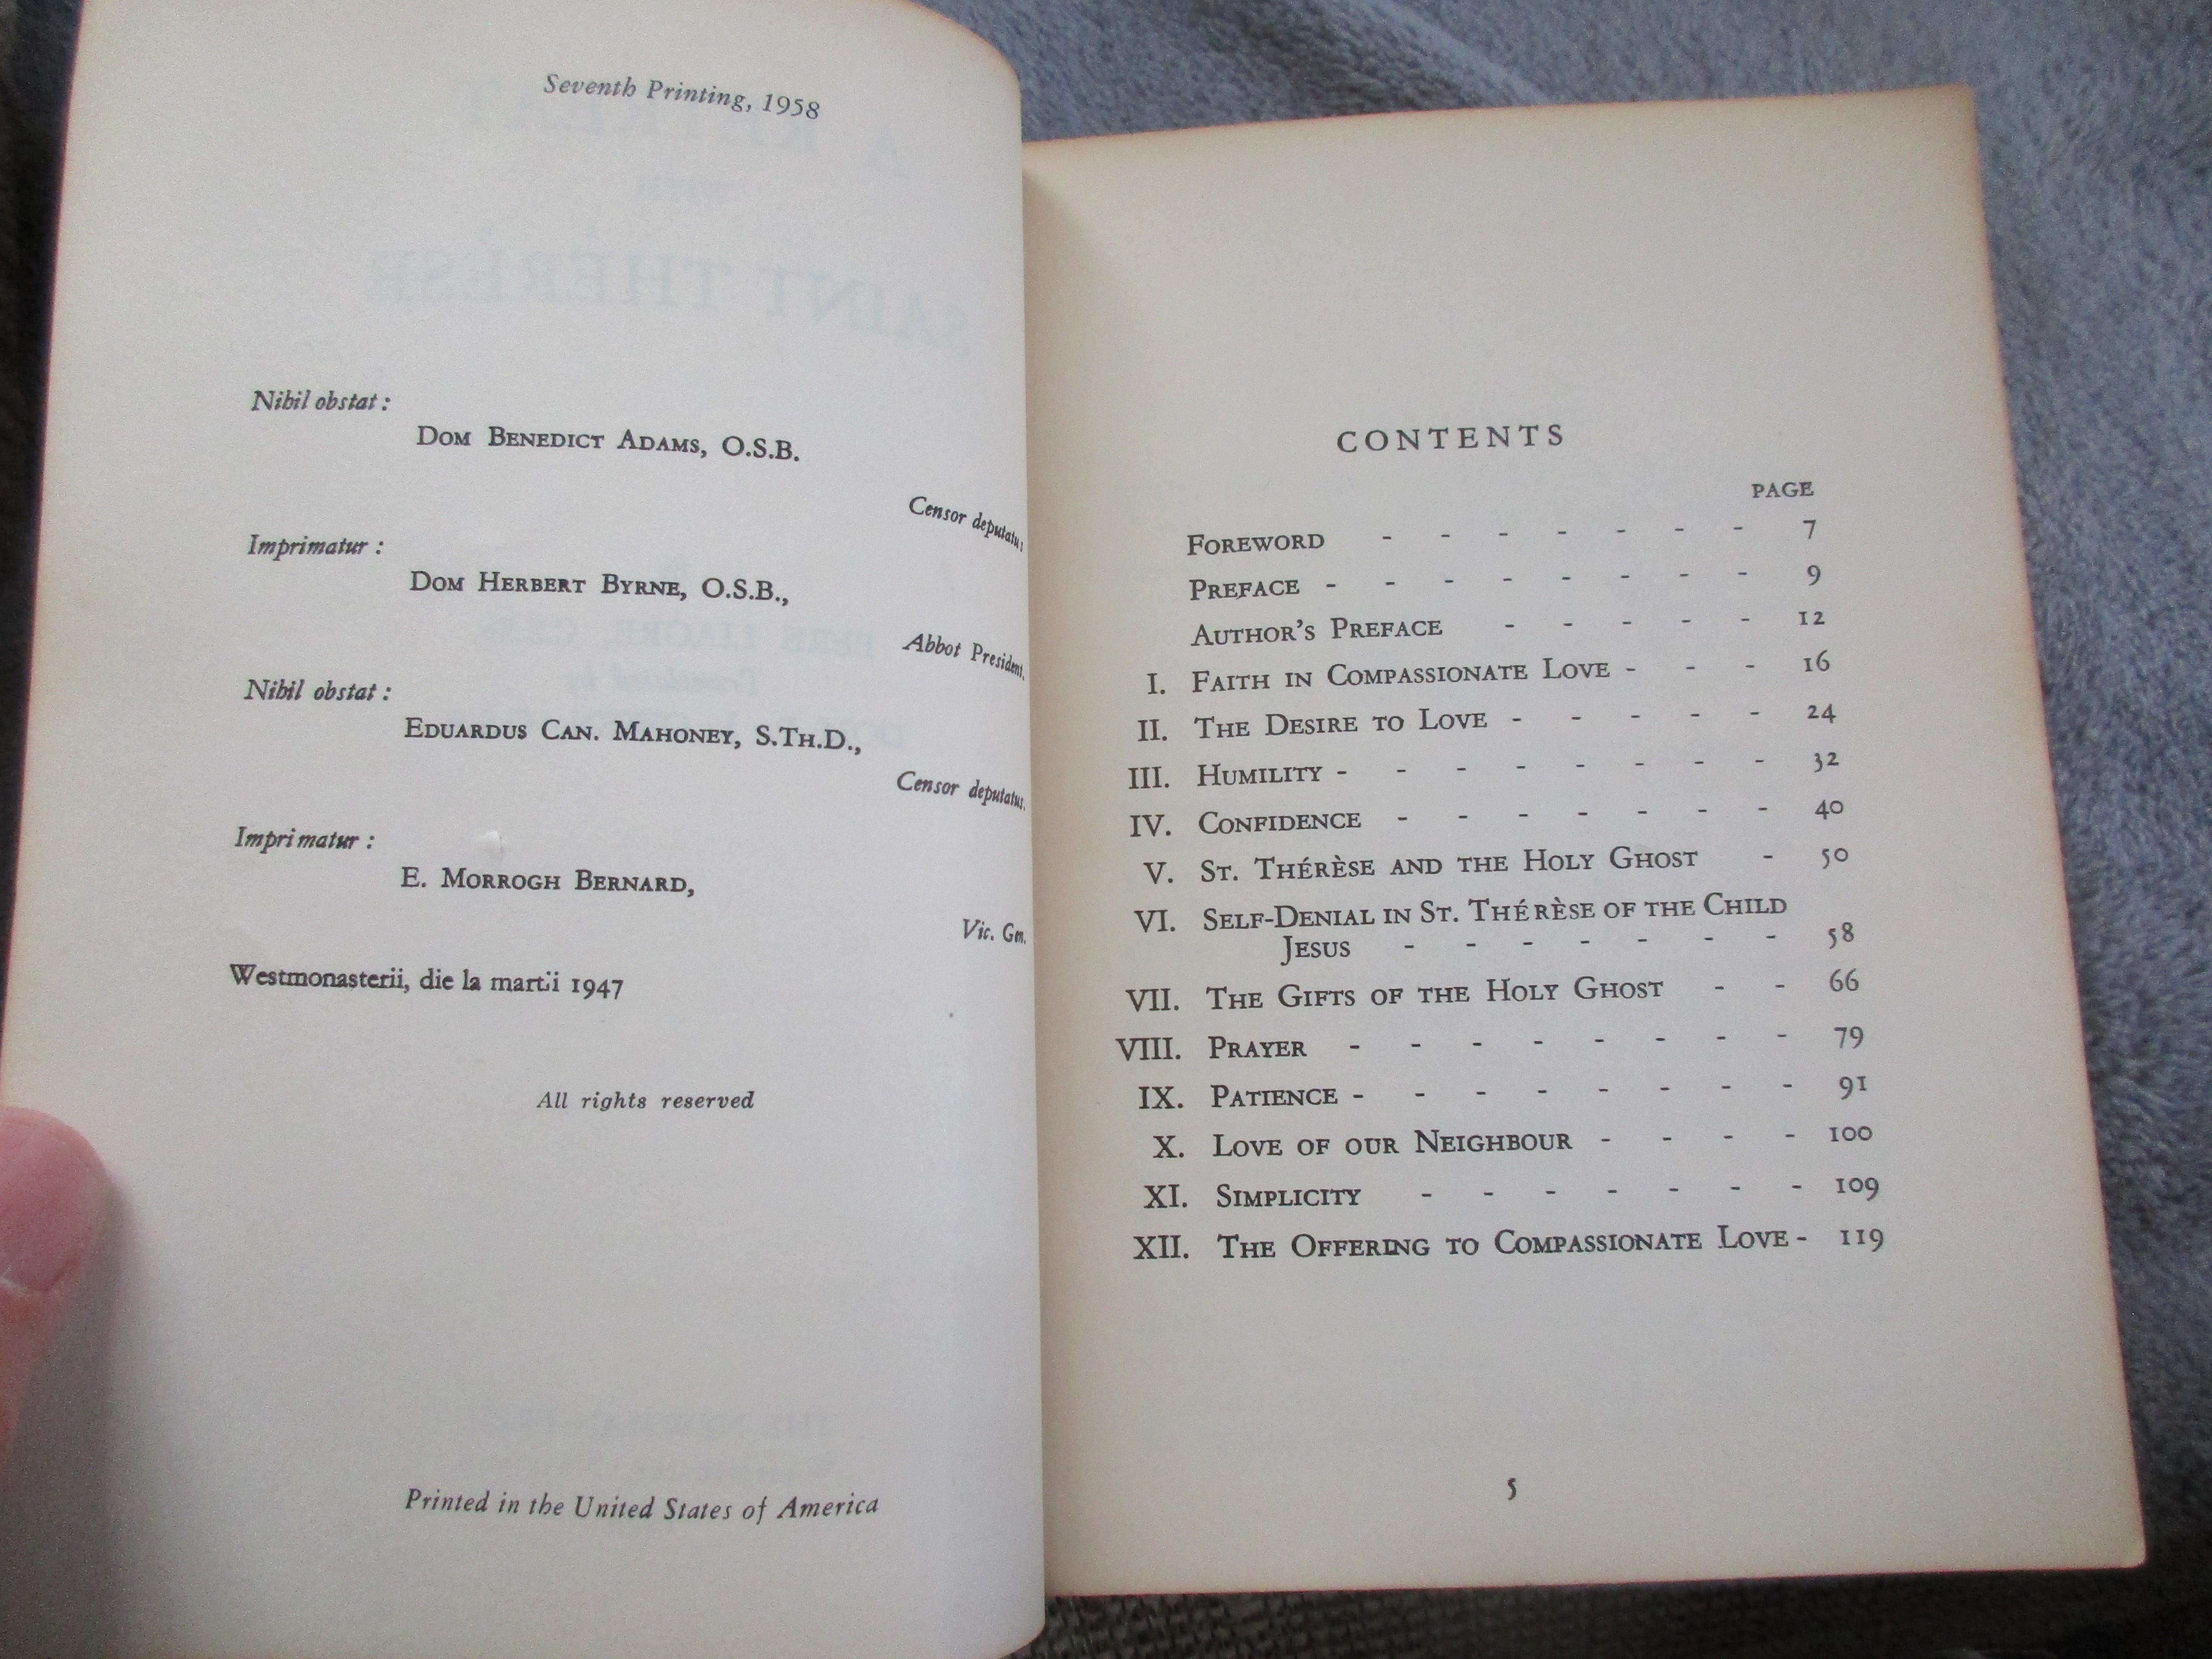 Seventh Printing, 1958
Nihil obstat:
Dom Benedict Adams, O.S.B.
Censor deputatus
Imprimatur:
Dom Herbert Byrne, O.S.B.,
Abbot President.
Nihil obstat:
Eduardus Can. Mahoney, S.Th.D.,
Censor deputatus.
Imprimatur:
E. Morrogh Bernard,
Vic. Gen.
Westmonasterii, die 1a martii 1947
All rights reserved
Printed in the United States of America
CONTENTS
PAGE
Foreword - - - - - - - 7
Preface - - - - - - - - 9
Author's Preface - - - - - 12
I. Faith in Compassionate Love - - - 16
II. The Desire to Love - - - - - 24
III. Humility - - - - - - - - 32
IV. Confidence - - - - - - - 40
V. St. Thérèse and the Holy Ghost - 50
VI. Self-Denial in St. Thérèse of the Child
Jesus - - - - - - - 58
VII. The Gifts of the Holy Ghost - - 66
VIII. Prayer - - - - - - - - 79
IX. Patience - - - - - - - - 91
X. Love of our Neighbour - - - - 100
XI. Simplicity - - - - - - - 109
XII. The Offering to Compassionate Love - 119
5